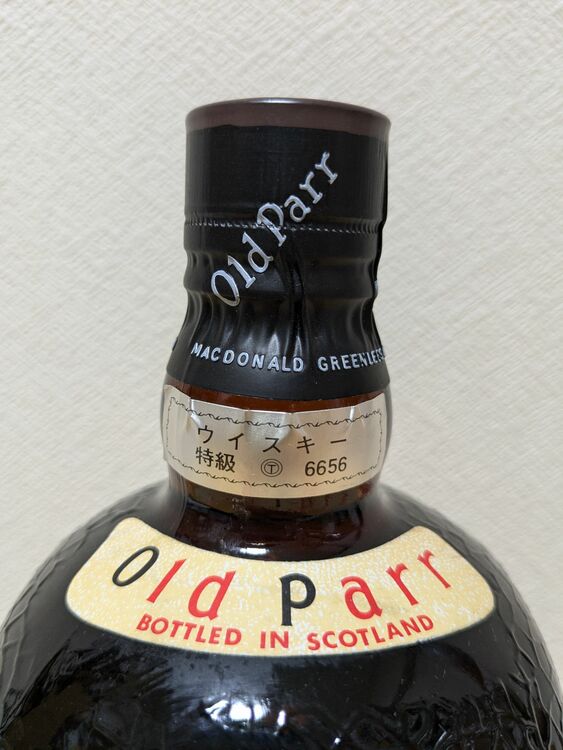 Old Parr
MACDONALD GREENLEES
ウイスキー
特級 Ⓣ 6656
Old Parr
BOTTLED IN SCOTLAND